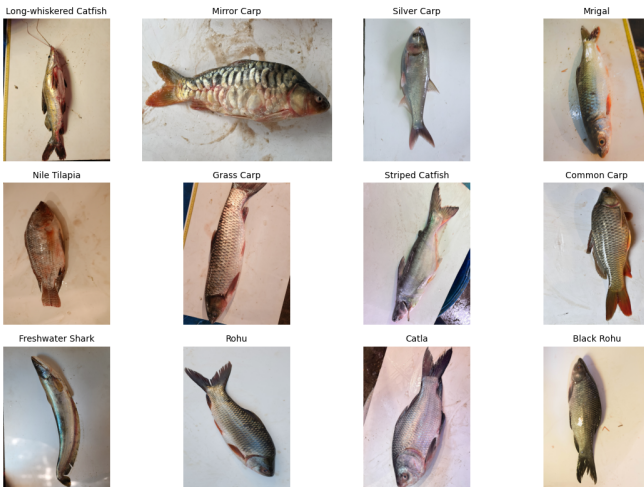 Long-whiskered Catfish
Mirror Carp
Silver Carp
Mrigal
Nile Tilapia
Grass Carp
Striped Catfish
Common Carp
Freshwater Shark
Rohu
Catla
Black Rohu